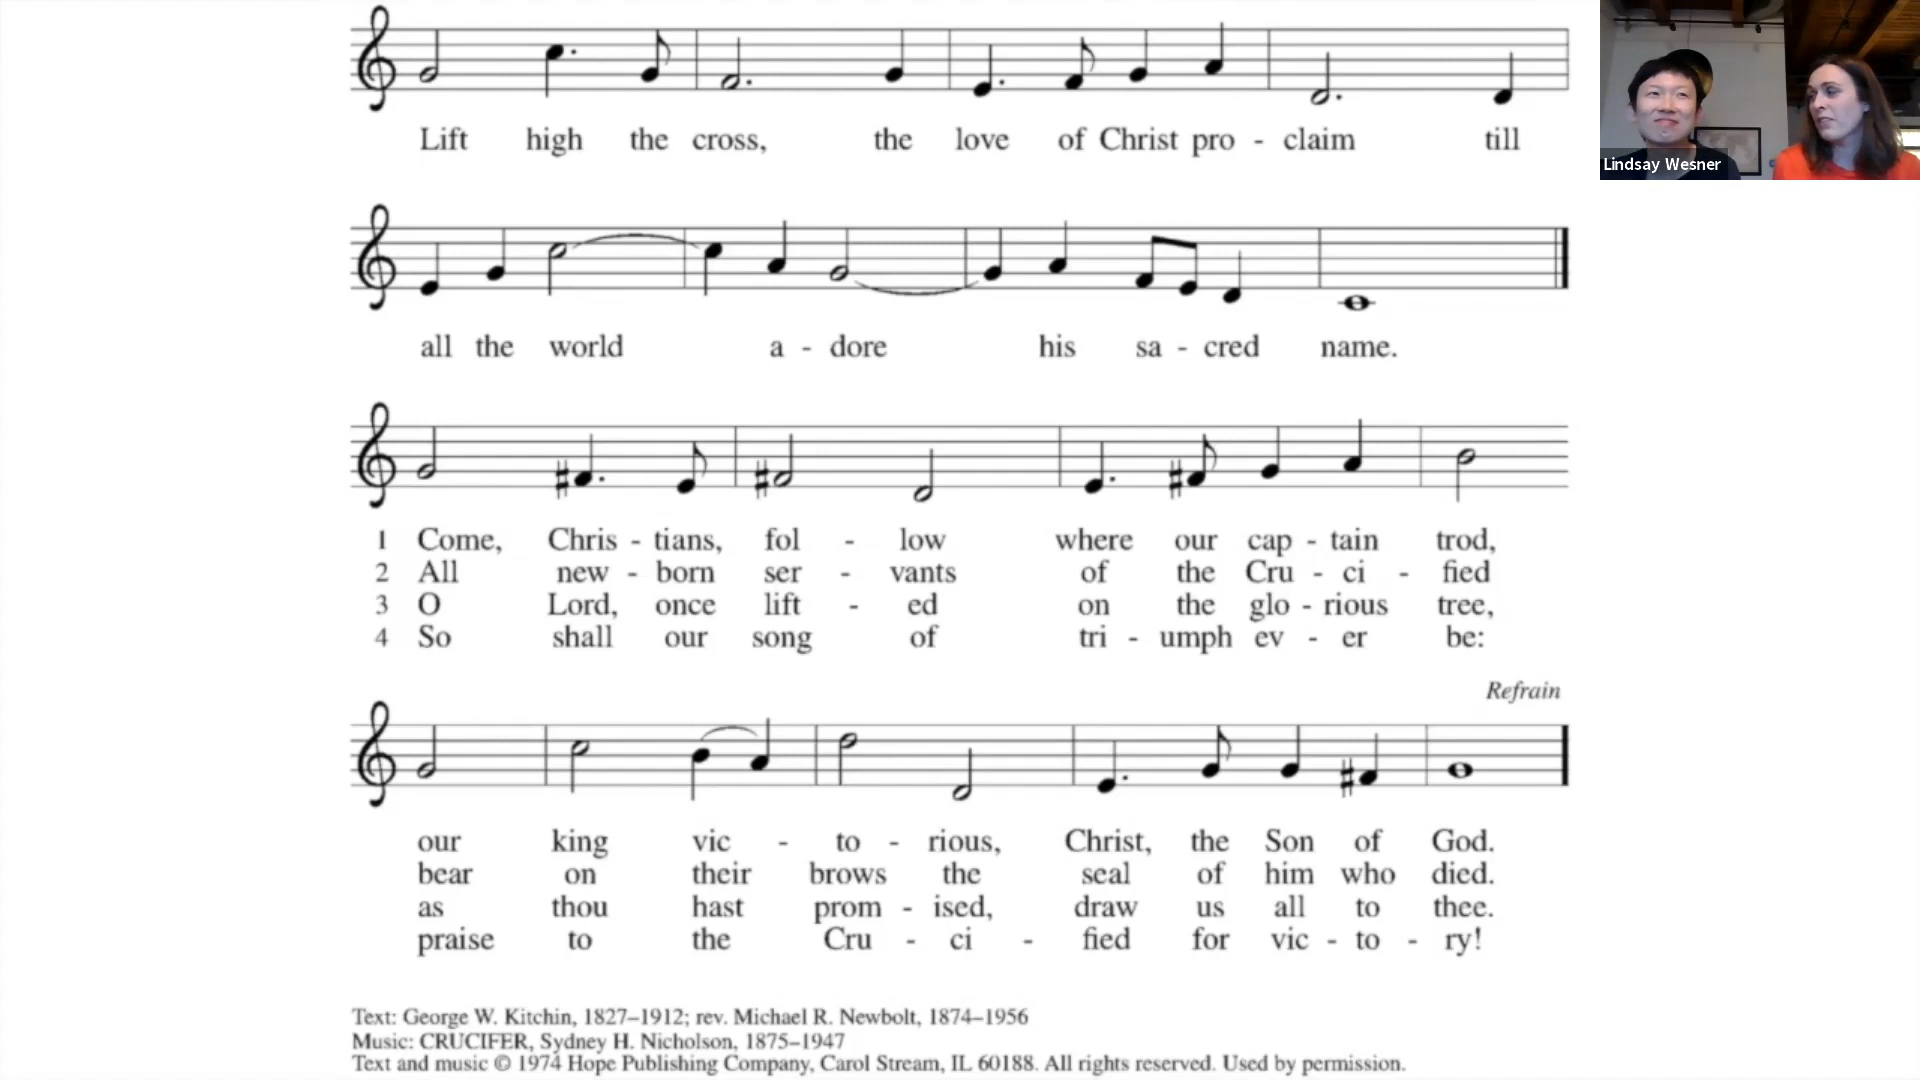 Lift high the cross, the love of Christ pro - claim till
all the world a - dore his sa - cred name.
1 Come, Chris - tians, fol - low where our cap - tain trod,
2 All new - born ser - vants of the Cru - ci - fied
3 O Lord, once lift - ed on the glo - rious tree,
4 So shall our song of tri - umph ev - er be:
Refrain
our king vic - to - rious, Christ, the Son of God.
bear on their brows the seal of him who died.
as thou hast prom - ised, draw us all to thee.
praise to the Cru - ci - fied for vic - to - ry!
Text: George W. Kitchin, 1827–1912; rev. Michael R. Newbolt, 1874–1956
Music: CRUCIFER, Sydney H. Nicholson, 1875–1947
Text and music © 1974 Hope Publishing Company, Carol Stream, IL 60188. All rights reserved. Used by permission.
Lindsay Wesner